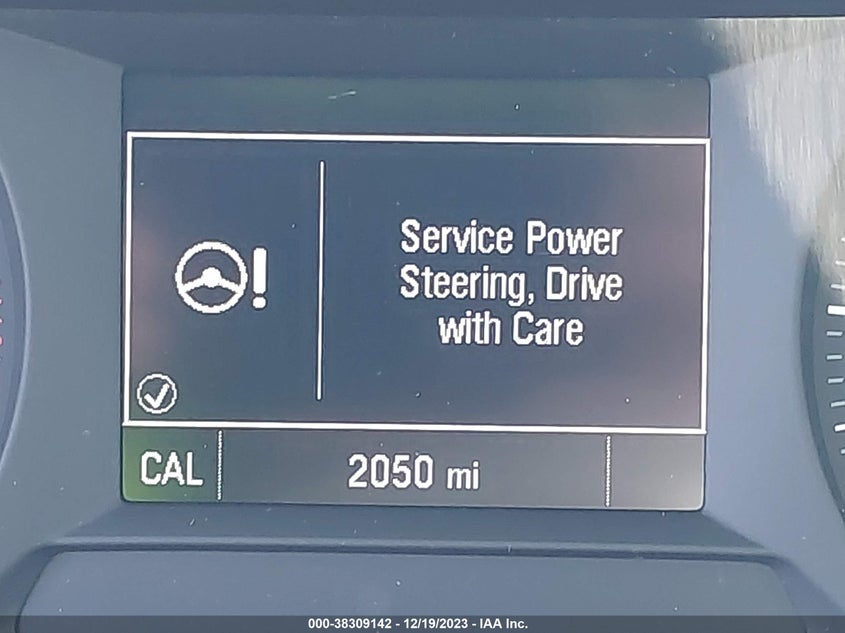 Service Power
Steering, Drive
with Care
CAL
2050 mi
000-38309142 - 12/19/2023 - IAA Inc.